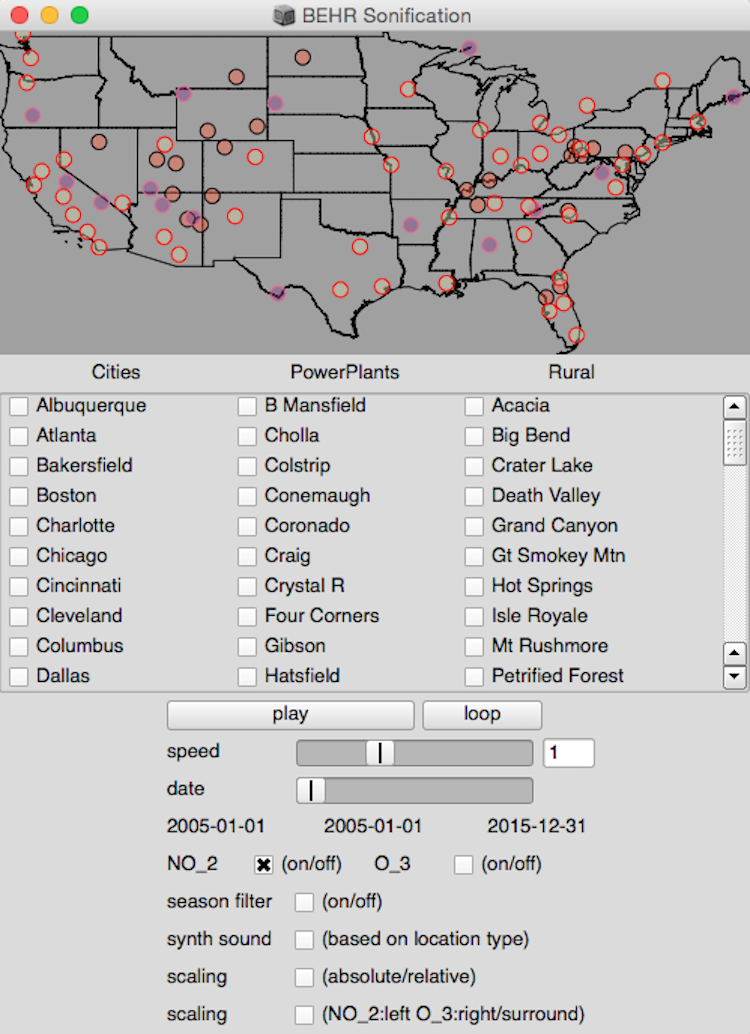 BEHR Sonification
Cities PowerPlants Rural
Albuquerque B Mansfield Acacia
Atlanta Cholla Big Bend
Bakersfield Colstrip Crater Lake
Boston Conemaugh Death Valley
Charlotte Coronado Grand Canyon
Chicago Craig Gt Smokey Mtn
Cincinnati Crystal R Hot Springs
Cleveland Four Corners Isle Royale
Columbus Gibson Mt Rushmore
Dallas Hatsfield Petrified Forest
play loop
speed 1
date
2005-01-01 2005-01-01 2015-12-31
NO_2 (on/off) O_3 (on/off)
season filter (on/off)
synth sound (based on location type)
scaling (absolute/relative)
scaling (NO_2:left O_3:right/surround)